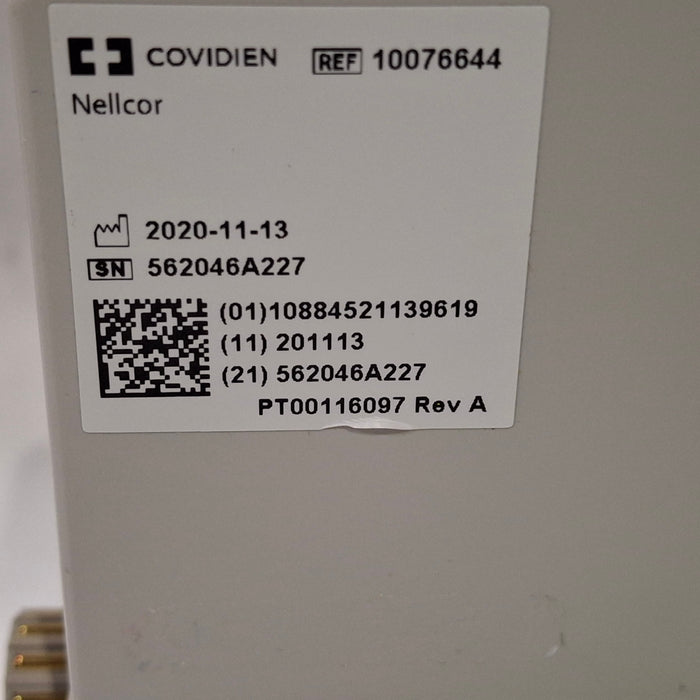 COVIDIEN REF 10076644
Nellcor
2020-11-13
SN 562046A227
(01)10884521139619
(11) 201113
(21) 562046A227
PT00116097 Rev A